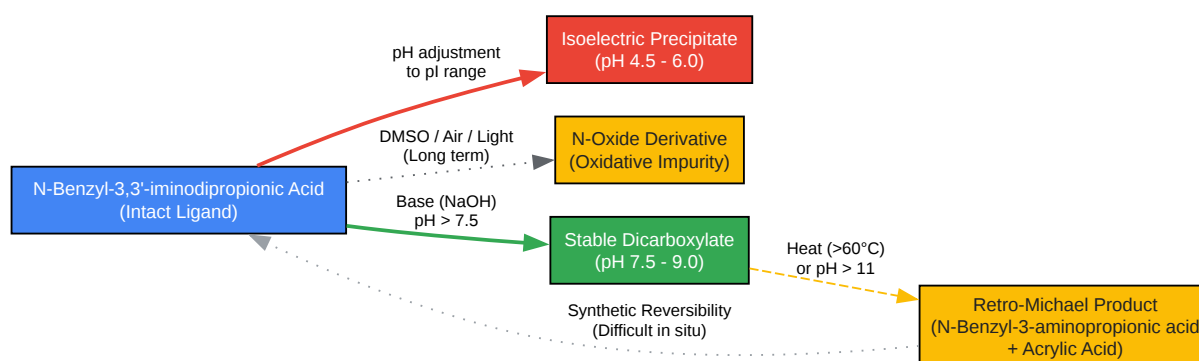 Isoelectric Precipitate
(pH 4.5 - 6.0)
pH adjustment
to pI range
DMSO / Air / Light
(Long term)
N-Oxide Derivative
(Oxidative Impurity)
N-Benzyl-3,3'-iminodipropionic Acid
(Intact Ligand)
Base (NaOH)
pH > 7.5
Stable Dicarboxylate
(pH 7.5 - 9.0)
Heat (>60°C)
or pH > 11
Synthetic Reversibility
(Difficult in situ)
Retro-Michael Product
(N-Benzyl-3-aminopropionic acid
+ Acrylic Acid)